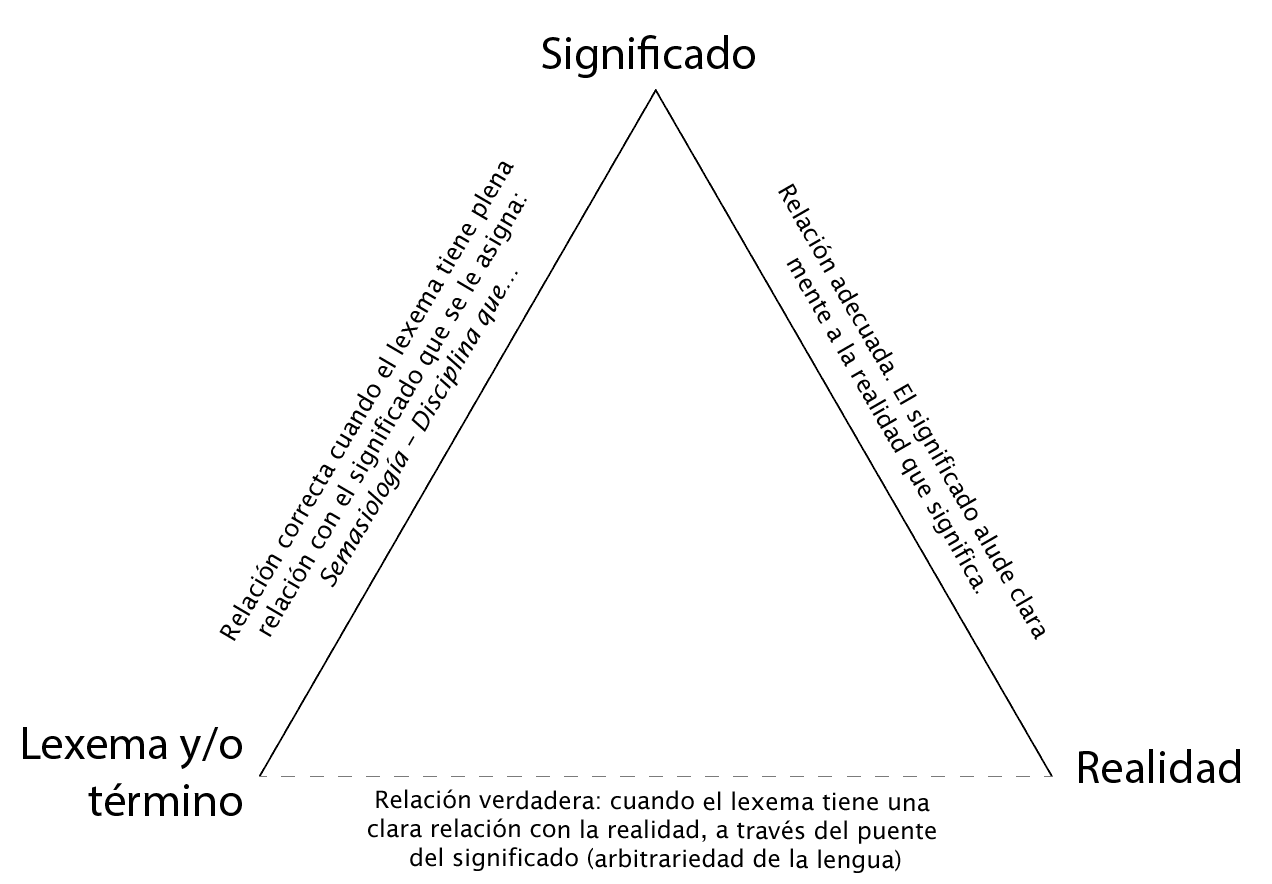 Significado
Relación correcta cuando el lexema tiene plena
relación con el significado que se le asigna:
Semasiología – Disciplina que...
Relación adecuada. El significado alude clara
mente a la realidad que significa.
Lexema y/o
término
Realidad
Relación verdadera: cuando el lexema tiene una
clara relación con la realidad, a través del puente
del significado (arbitrariedad de la lengua)